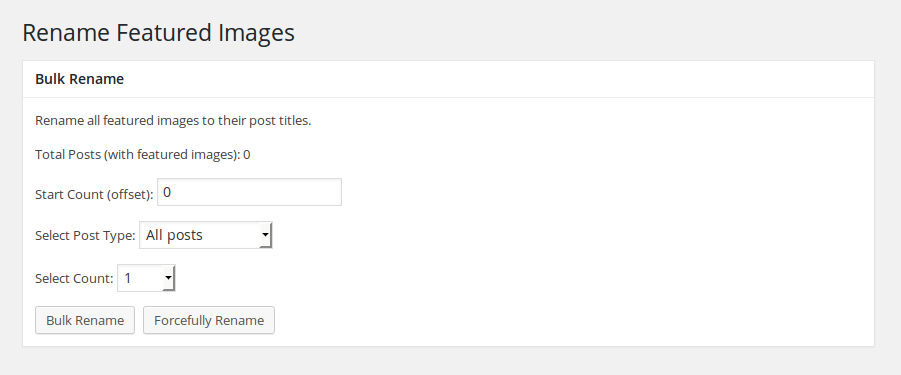 Rename Featured Images
Bulk Rename
Rename all featured images to their post titles.
Total Posts (with featured images): 0
Start Count (offset): 0
Select Post Type: All posts
Select Count: 1
Bulk Rename Forcefully Rename